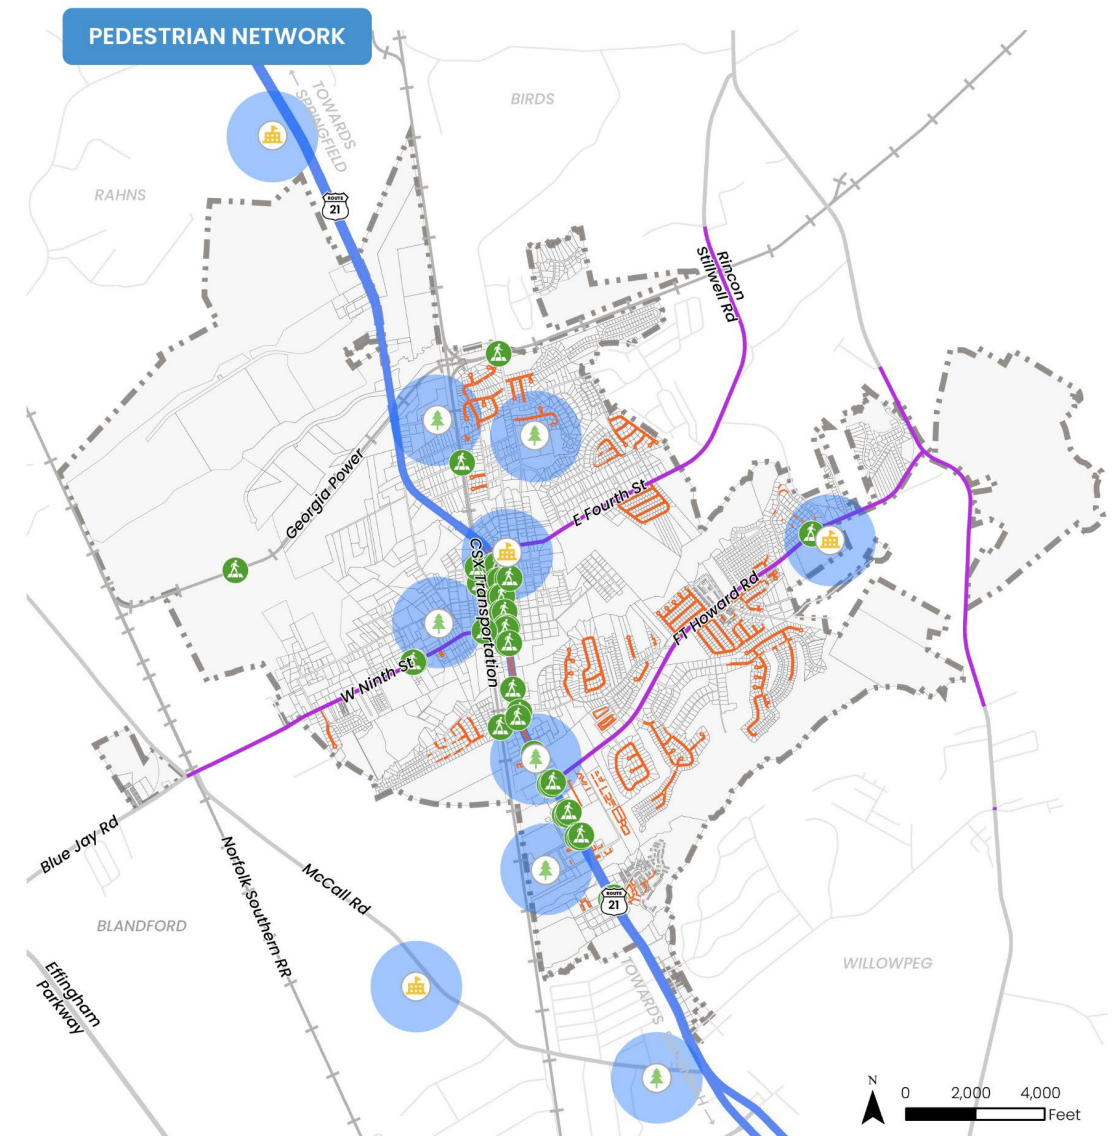 PEDESTRIAN NETWORK
TOWARDS
SPRINGFIELD
BIRDS
RAHNS
ROUTE
21
Rincon
Stillwell Rd
Georgia Power
E Fourth St
CSX Transportation
FT Howard Rd
W Ninth St
Blue Jay Rd
McCall Rd
Norfolk Southern RR
ROUTE
21
BLANDFORD
WILLOWPEG
Effingham
Parkway
TOWARDS
N
0 2,000 4,000
Feet